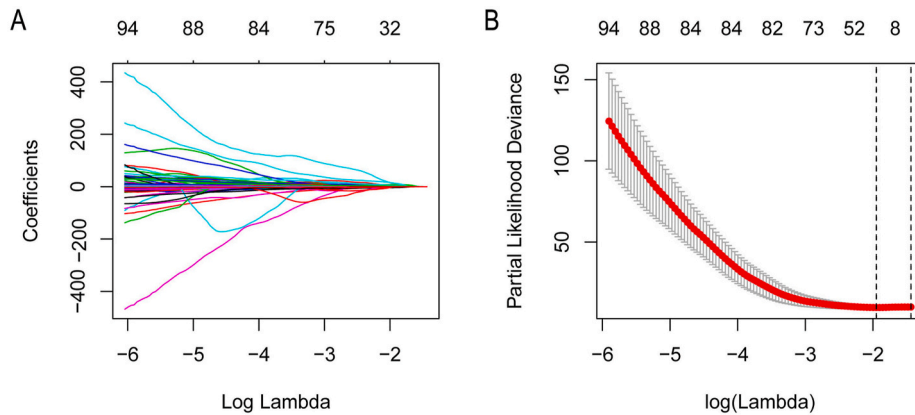 A
94 88 84 75 32
Coefficients
400
200
0
−200
−400
−6 −5 −4 −3 −2
Log Lambda
B
94 88 84 84 82 73 52 8
Partial Likelihood Deviance
150
100
50
−6 −5 −4 −3 −2
log(Lambda)